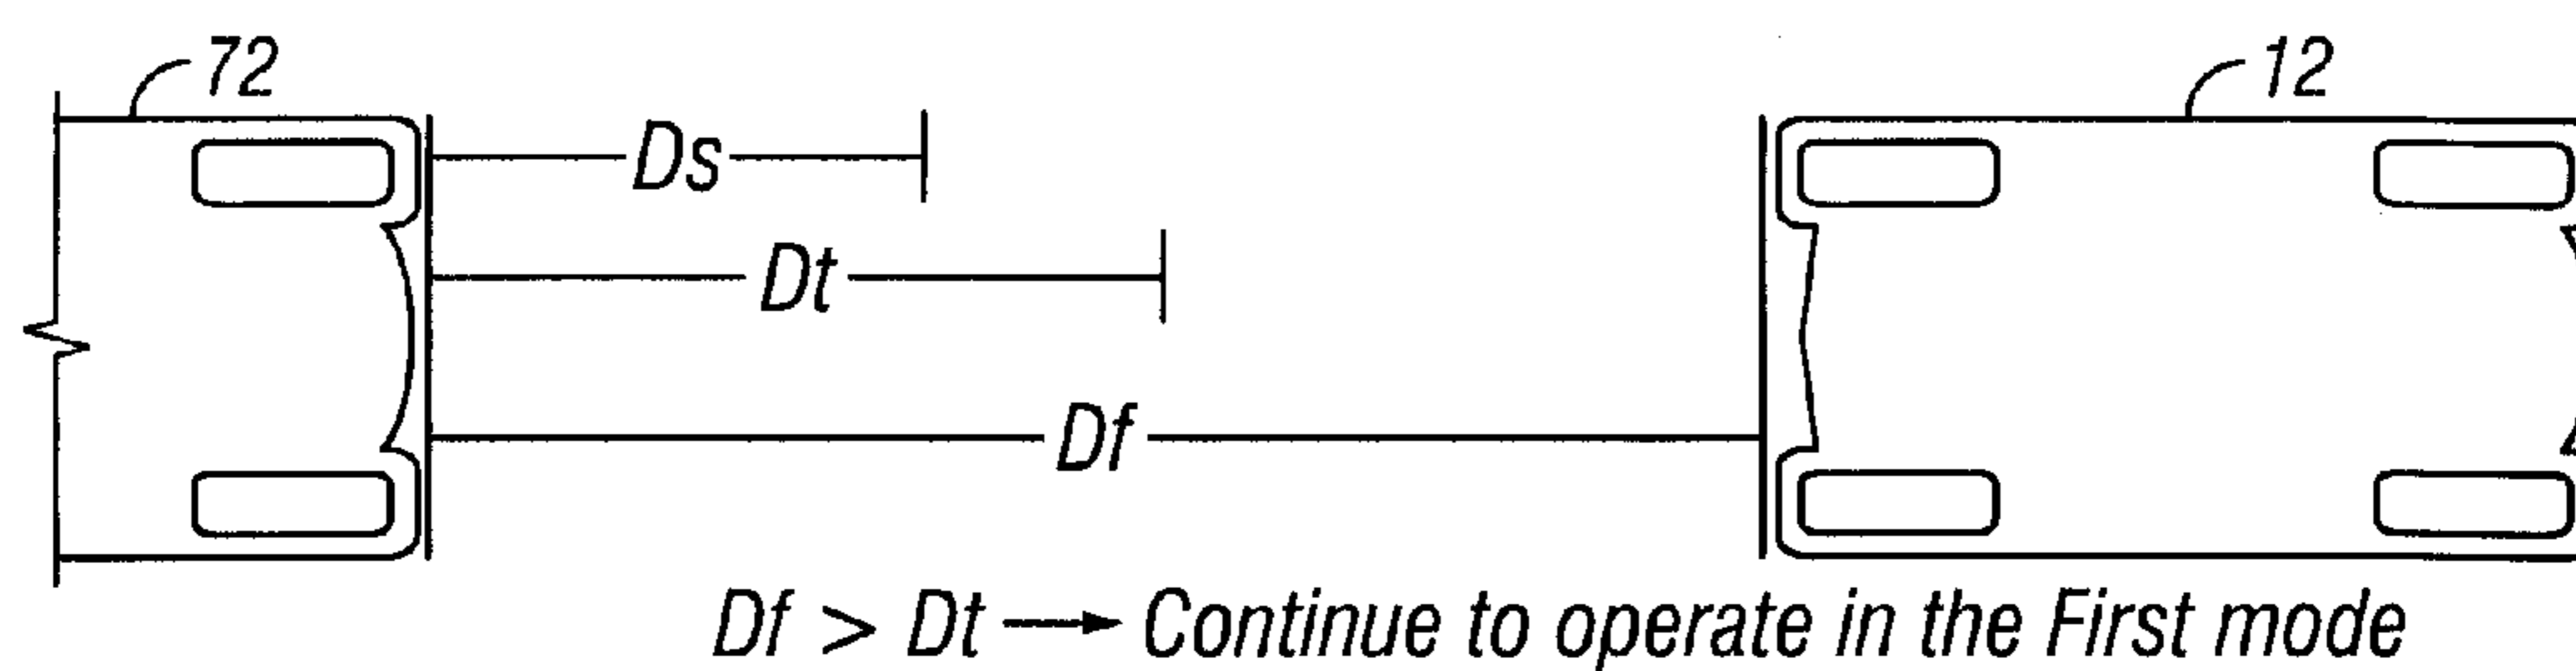 72
12
Ds
Dt
Df
Df > Dt → Continue to operate in the First mode